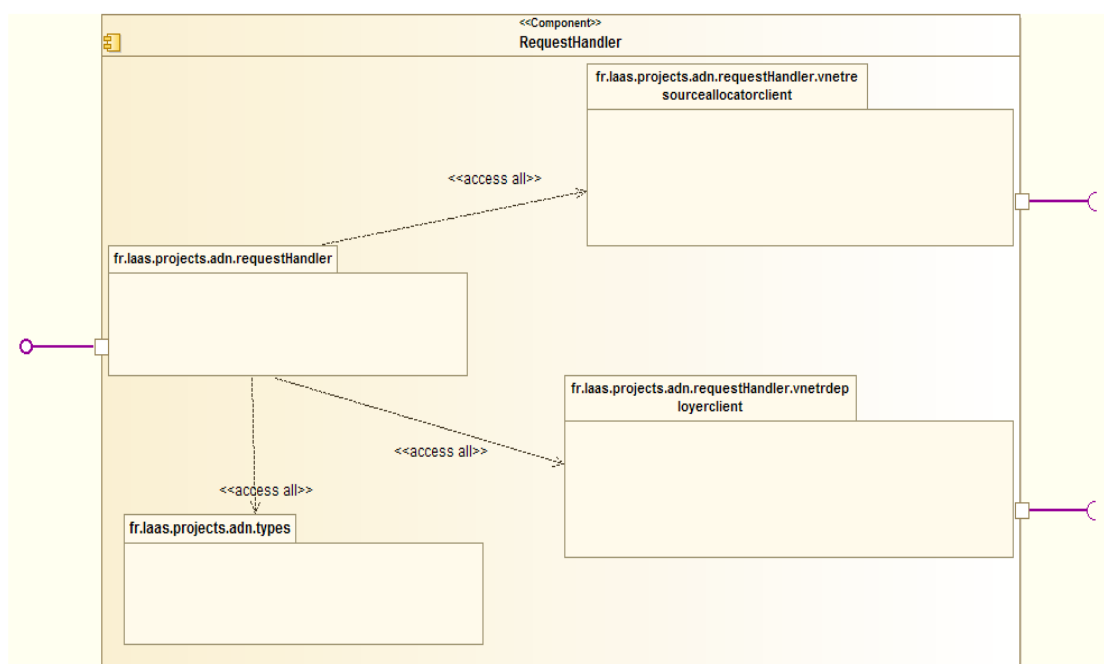 <<Component>>
RequestHandler
fr.laas.projects.adn.requestHandler.vnetre
sourceallocatorclient
<<access all>>
fr.laas.projects.adn.requestHandler
fr.laas.projects.adn.requestHandler.vnetrdep
loyerclient
<<access all>>
<<access all>>
fr.laas.projects.adn.types